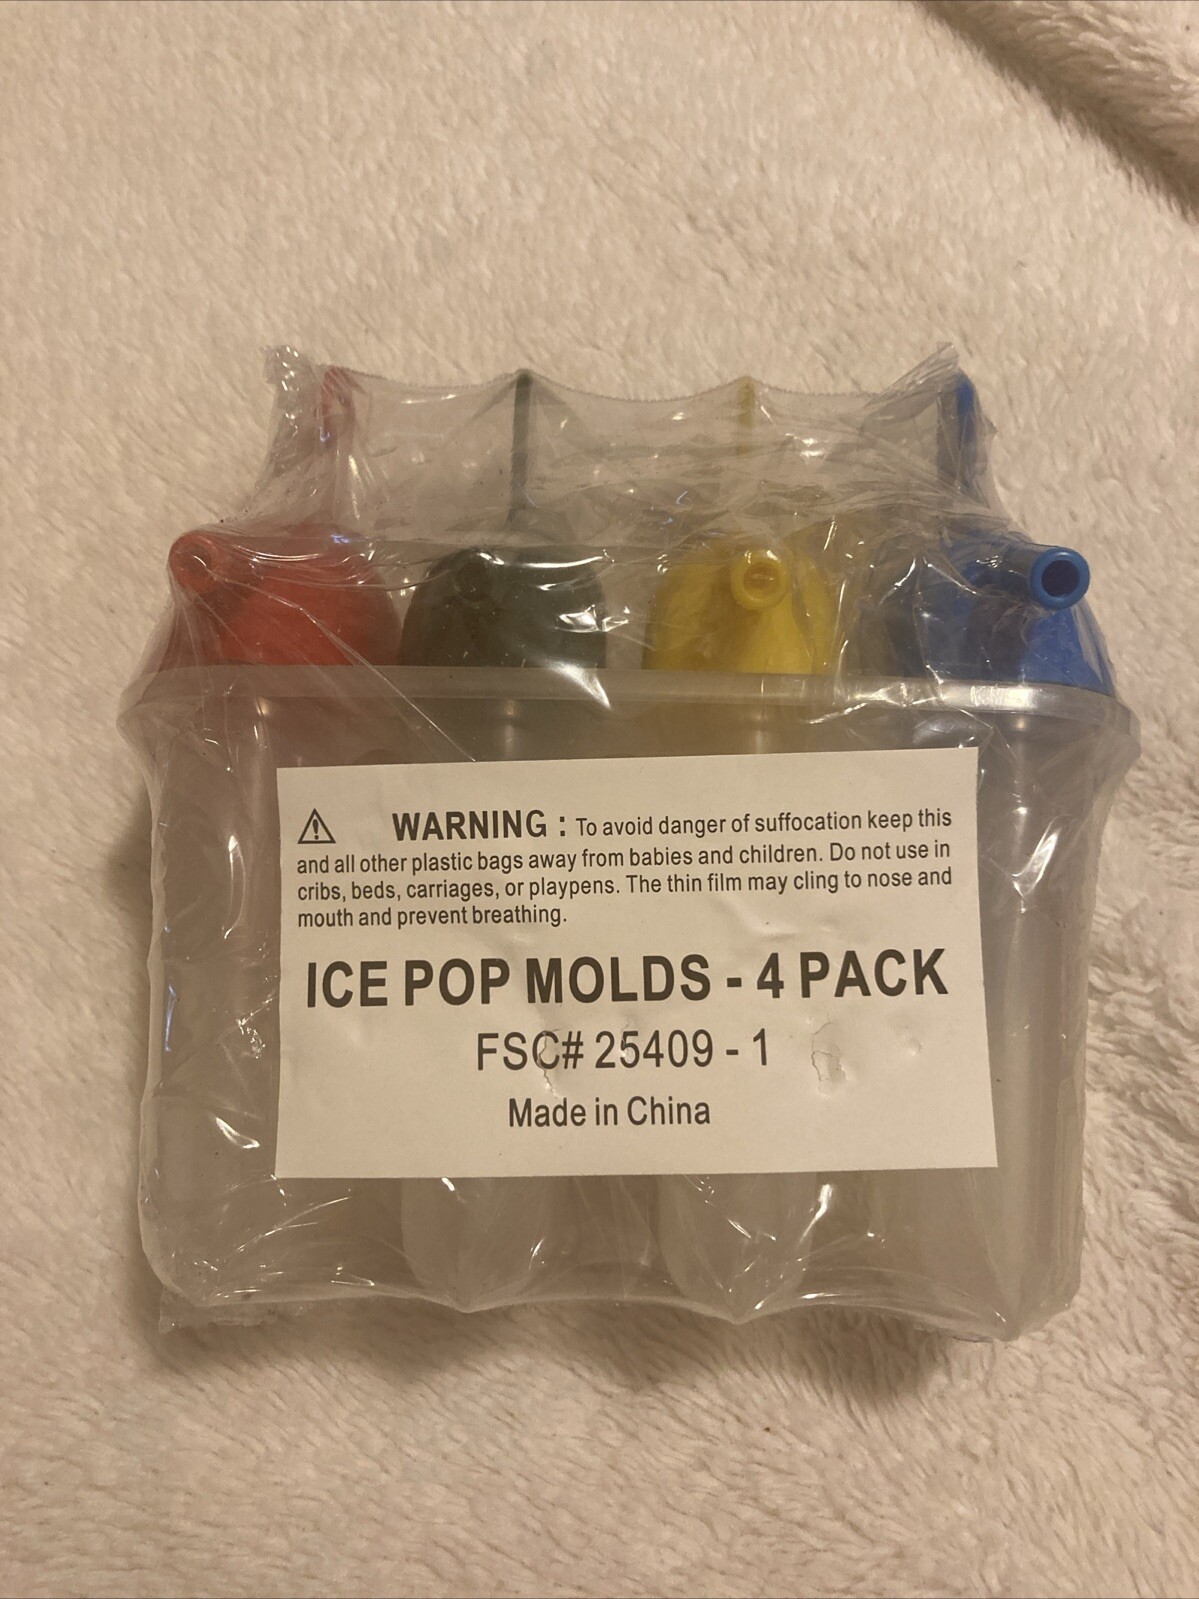 WARNING : To avoid danger of suffocation keep this
and all other plastic bags away from babies and children. Do not use in
cribs, beds, carriages, or playpens. The thin film may cling to nose and
mouth and prevent breathing.
ICE POP MOLDS - 4 PACK
FSC# 25409 - 1
Made in China